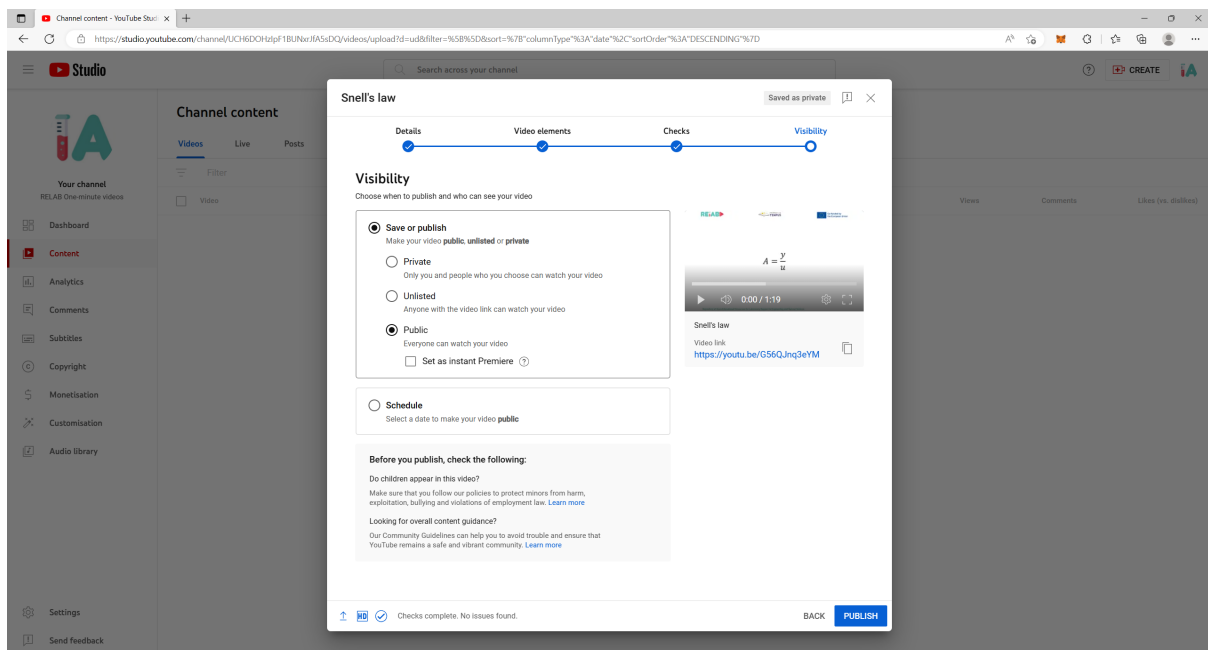 Channel content - YouTube Stud
https://studio.youtube.com/channel/UCH6DOHzIpF1BUNxrJfA5sDQ/videos/upload?d=ud&filter=%5B%5D&sort=%7B"columnType"%3A"date"%2C"sortOrder"%3A"DESCENDING"%7D
Studio
Search across your channel
CREATE
Your channel
RELAB One-minute videos
Dashboard
Content
Analytics
Comments
Subtitles
Copyright
Monetisation
Customisation
Audio library
Settings
Send feedback
Channel content
Videos Live Posts
Filter
Video Views Comments Likes (vs. dislikes)
Snell's law
Saved as private
Details Video elements Checks Visibility
Visibility
Choose when to publish and who can see your video
Save or publish
Make your video public, unlisted or private
Private
Only you and people who you choose can watch your video
Unlisted
Anyone with the video link can watch your video
Public
Everyone can watch your video
Set as instant Premiere
Schedule
Select a date to make your video public
Before you publish, check the following:
Do children appear in this video?
Make sure that you follow our policies to protect minors from harm,
exploitation, bullying and violations of employment law. Learn more
Looking for overall content guidance?
Our Community Guidelines can help you to avoid trouble and ensure that
YouTube remains a safe and vibrant community. Learn more
RELAB
A = y/u
0:00 / 1:19
Snell's law
Video link
https://youtu.be/G56QJnq3eYM
HD
Checks complete. No issues found.
BACK
PUBLISH